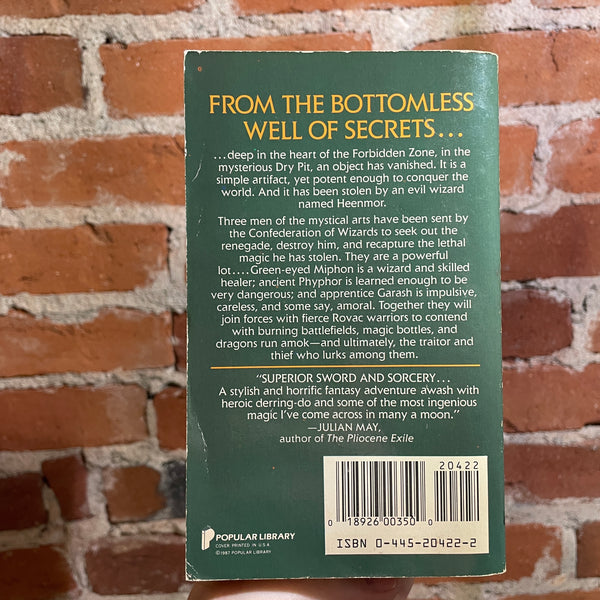 FROM THE BOTTOMLESS
WELL OF SECRETS...
...deep in the heart of the Forbidden Zone, in the
mysterious Dry Pit, an object has vanished. It is a
simple artifact, yet potent enough to conquer the
world. And it has been stolen by an evil wizard
named Heenmor.
Three men of the mystical arts have been sent by
the Confederation of Wizards to seek out the
renegade, destroy him, and recapture the lethal
magic he has stolen. They are a powerful
lot....Green-eyed Miphon is a wizard and skilled
healer; ancient Phyphor is learned enough to be
very dangerous; and apprentice Garash is impulsive,
careless, and some say, amoral. Together they will
join forces with fierce Rovac warriors to contend
with burning battlefields, magic bottles, and
dragons run amok—and ultimately, the traitor and
thief who lurks among them.
"SUPERIOR SWORD AND SORCERY...
A stylish and horrific fantasy adventure awash with
heroic derring-do and some of the most ingenious
magic I've come across in many a moon."
—JULIAN MAY,
author of The Pliocene Exile
20422
0 18926 00350 0
ISBN 0-445-20422-2
POPULAR LIBRARY
COVER PRINTED IN U.S.A.
©1987 POPULAR LIBRARY